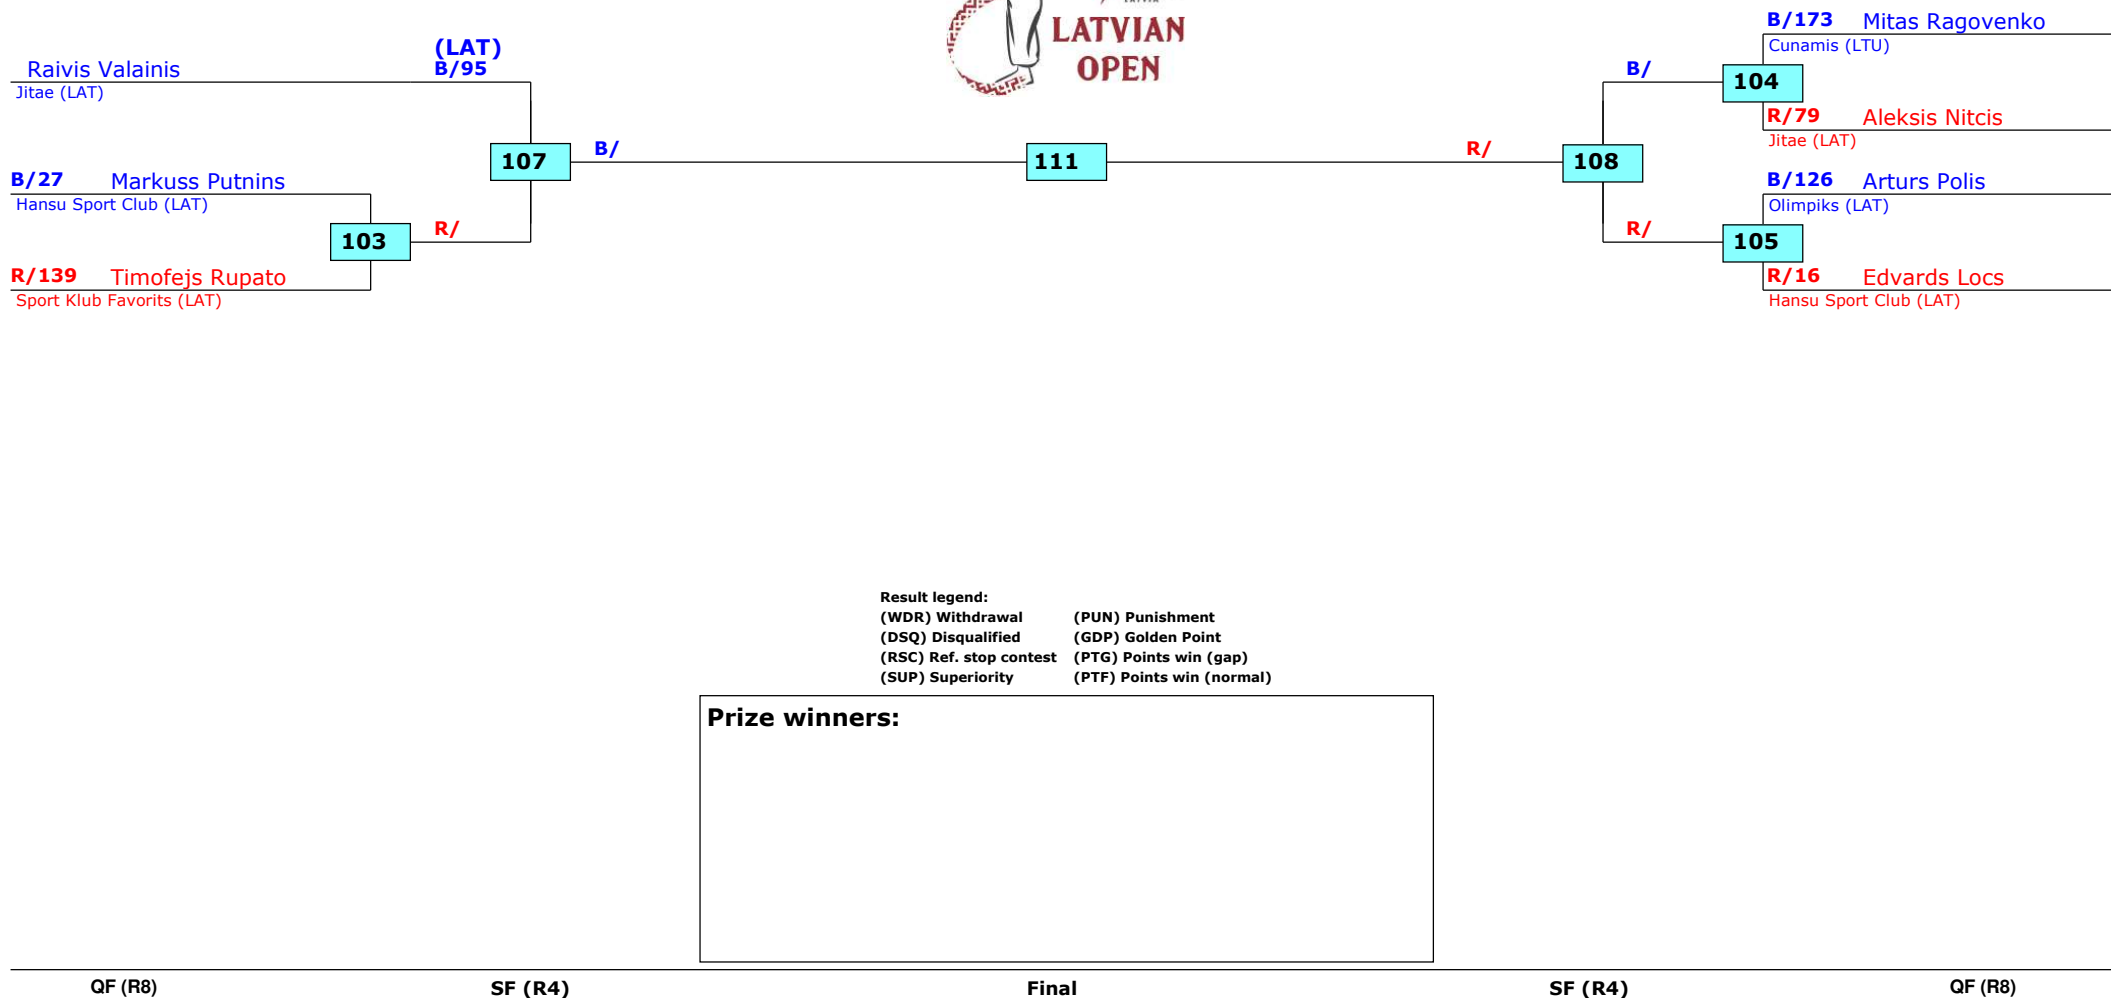 LATVIAN
OPEN
(LAT)
Raivis Valainis B/95
Jitae (LAT)
107
B/
B/27 Markuss Putnins
Hansu Sport Club (LAT)
103
R/
R/139 Timofejs Rupato
Sport Klub Favorits (LAT)
111
R/
108
B/173 Mitas Ragovenko
Cunamis (LTU)
B/
104
R/79 Aleksis Nitcis
Jitae (LAT)
B/126 Arturs Polis
Olimpiks (LAT)
R/
105
R/16 Edvards Locs
Hansu Sport Club (LAT)
Result legend:
(WDR) Withdrawal (PUN) Punishment
(DSQ) Disqualified (GDP) Golden Point
(RSC) Ref. stop contest (PTG) Points win (gap)
(SUP) Superiority (PTF) Points win (normal)
Prize winners:
QF (R8) SF (R4) Final SF (R4) QF (R8)